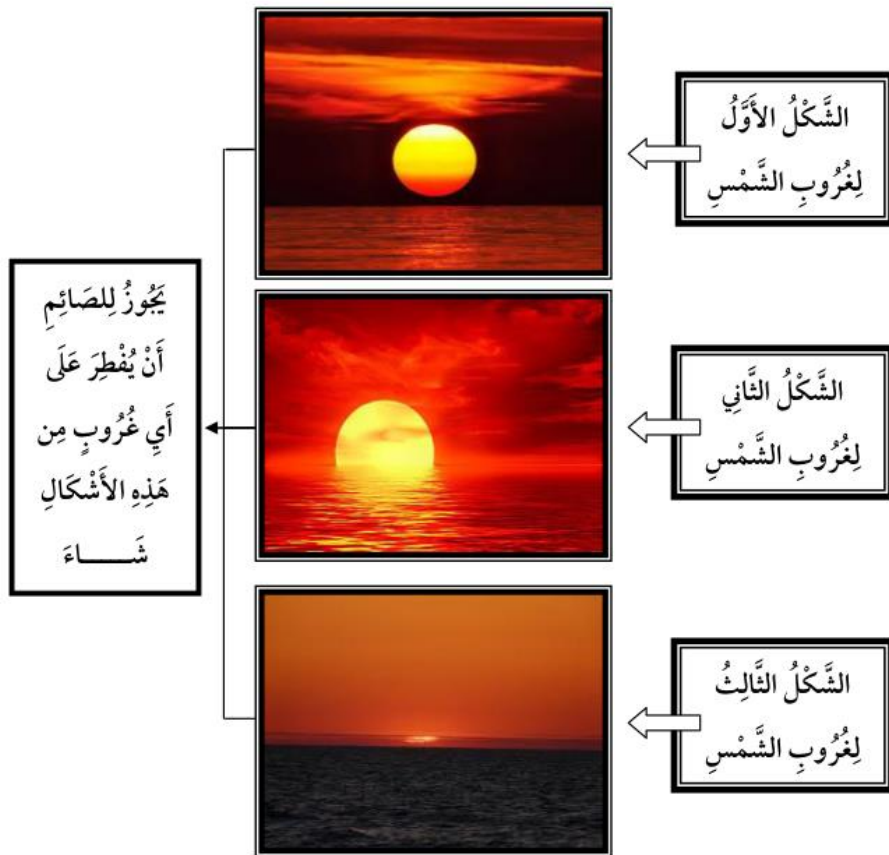 الشَّكْلُ الأَوَّلُ
لِغُرُوبِ الشَّمْسِ
الشَّكْلُ الثَّانِي
لِغُرُوبِ الشَّمْسِ
الشَّكْلُ الثَّالِثُ
لِغُرُوبِ الشَّمْسِ
يَجُوزُ لِلصَائِمِ
أَنْ يُفْطِرَ عَلَى
أَيِ غُرُوبٍ مِن
هَذِهِ الأَشْكَالِ
شَـــــاءَ